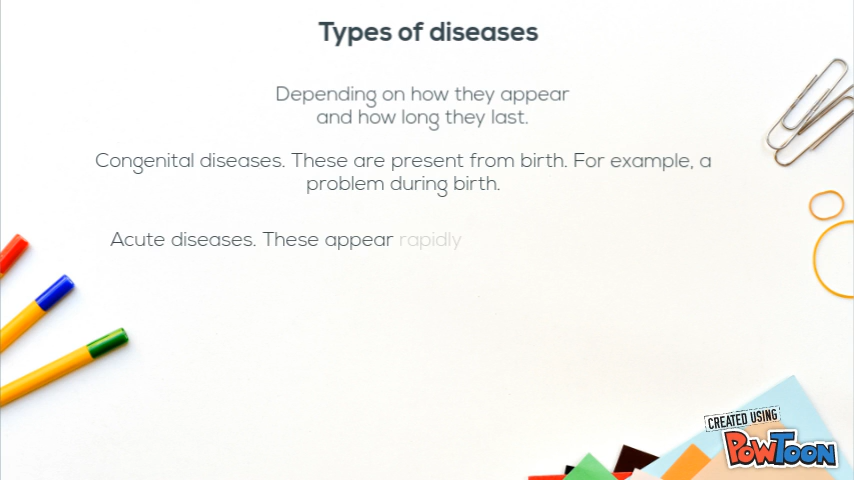 Types of diseases
Depending on how they appear
and how long they last.
Congenital diseases. These are present from birth. For example, a
problem during birth.
Acute diseases. These appear rapidly
CREATED USING
POWTOON